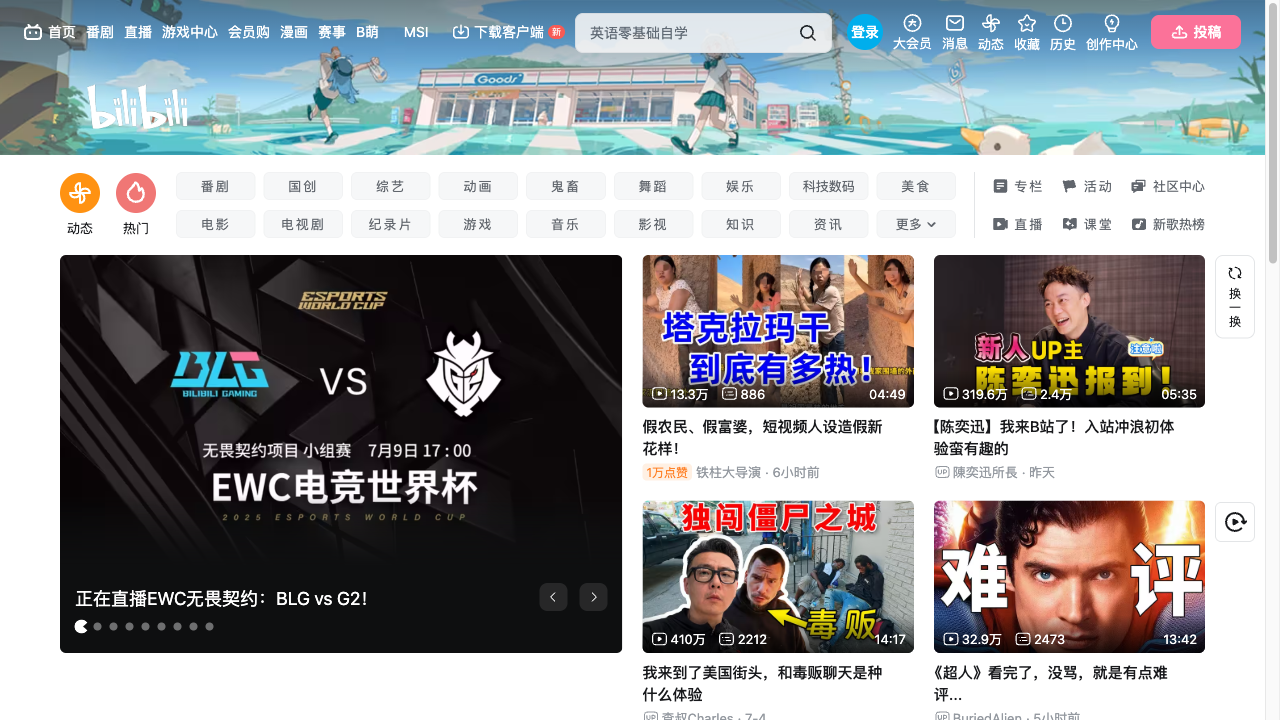 首页 番剧 直播 游戏中心 会员购 漫画 赛事 B萌 MSI 下载客户端 新
英语零基础自学
登录 大会员 消息 动态 收藏 历史 创作中心 投稿
Goods
bilibili
动态 热门
番剧 国创 综艺 动画 鬼畜 舞蹈 娱乐 科技数码 美食
电影 电视剧 纪录片 游戏 音乐 影视 知识 资讯 更多
专栏 活动 社区中心
直播 课堂 新歌热榜
ESPORTS
WORLD CUP
BLG
BILIBILI GAMING
VS
G2
无畏契约项目 小组赛 7月9日 17:00
EWC电竞世界杯
2025 ESPORTS WORLD CUP
正在直播EWC无畏契约：BLG vs G2！
塔克拉玛干
到底有多热！
13.3万 886 04:49
假农民、假富婆，短视频人设造假新
花样！
1万点赞 铁柱大导演 · 6小时前
新人UP主
注意啦
陈奕迅报到！
319.6万 2.4万 05:35
【陈奕迅】我来B站了！入站冲浪初体
验蛮有趣的
UP 陳奕迅所長 · 昨天
换一换
独闯僵尸之城
毒贩
410万 2212 14:17
我来到了美国街头，和毒贩聊天是种
什么体验
UP 查叔Charles · 7-4
难评
32.9万 2473 13:42
《超人》看完了，没骂，就是有点难
评...
UP BuriedAlien · 5小时前